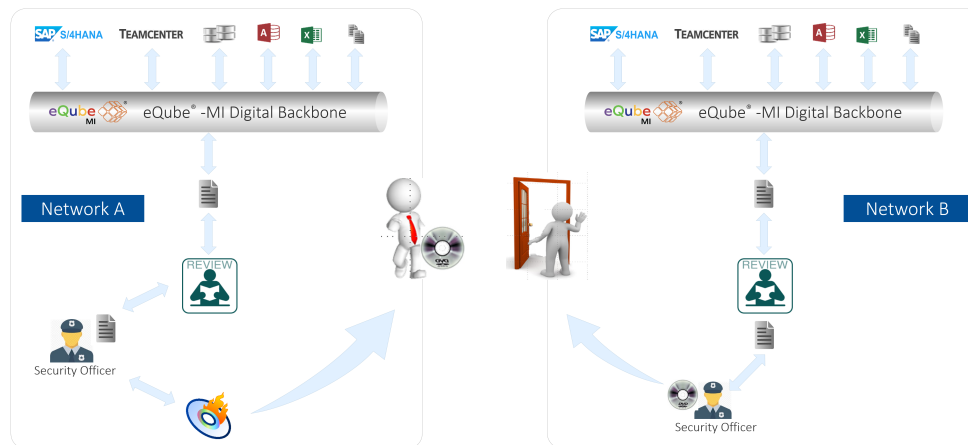 SAP S/4HANA TEAMCENTER A X
eQube MI ® eQube® -MI Digital Backbone
Network A
REVIEW
Security Officer
DVD
SAP S/4HANA TEAMCENTER A X
eQube MI ® eQube® -MI Digital Backbone
Network B
REVIEW
Security Officer